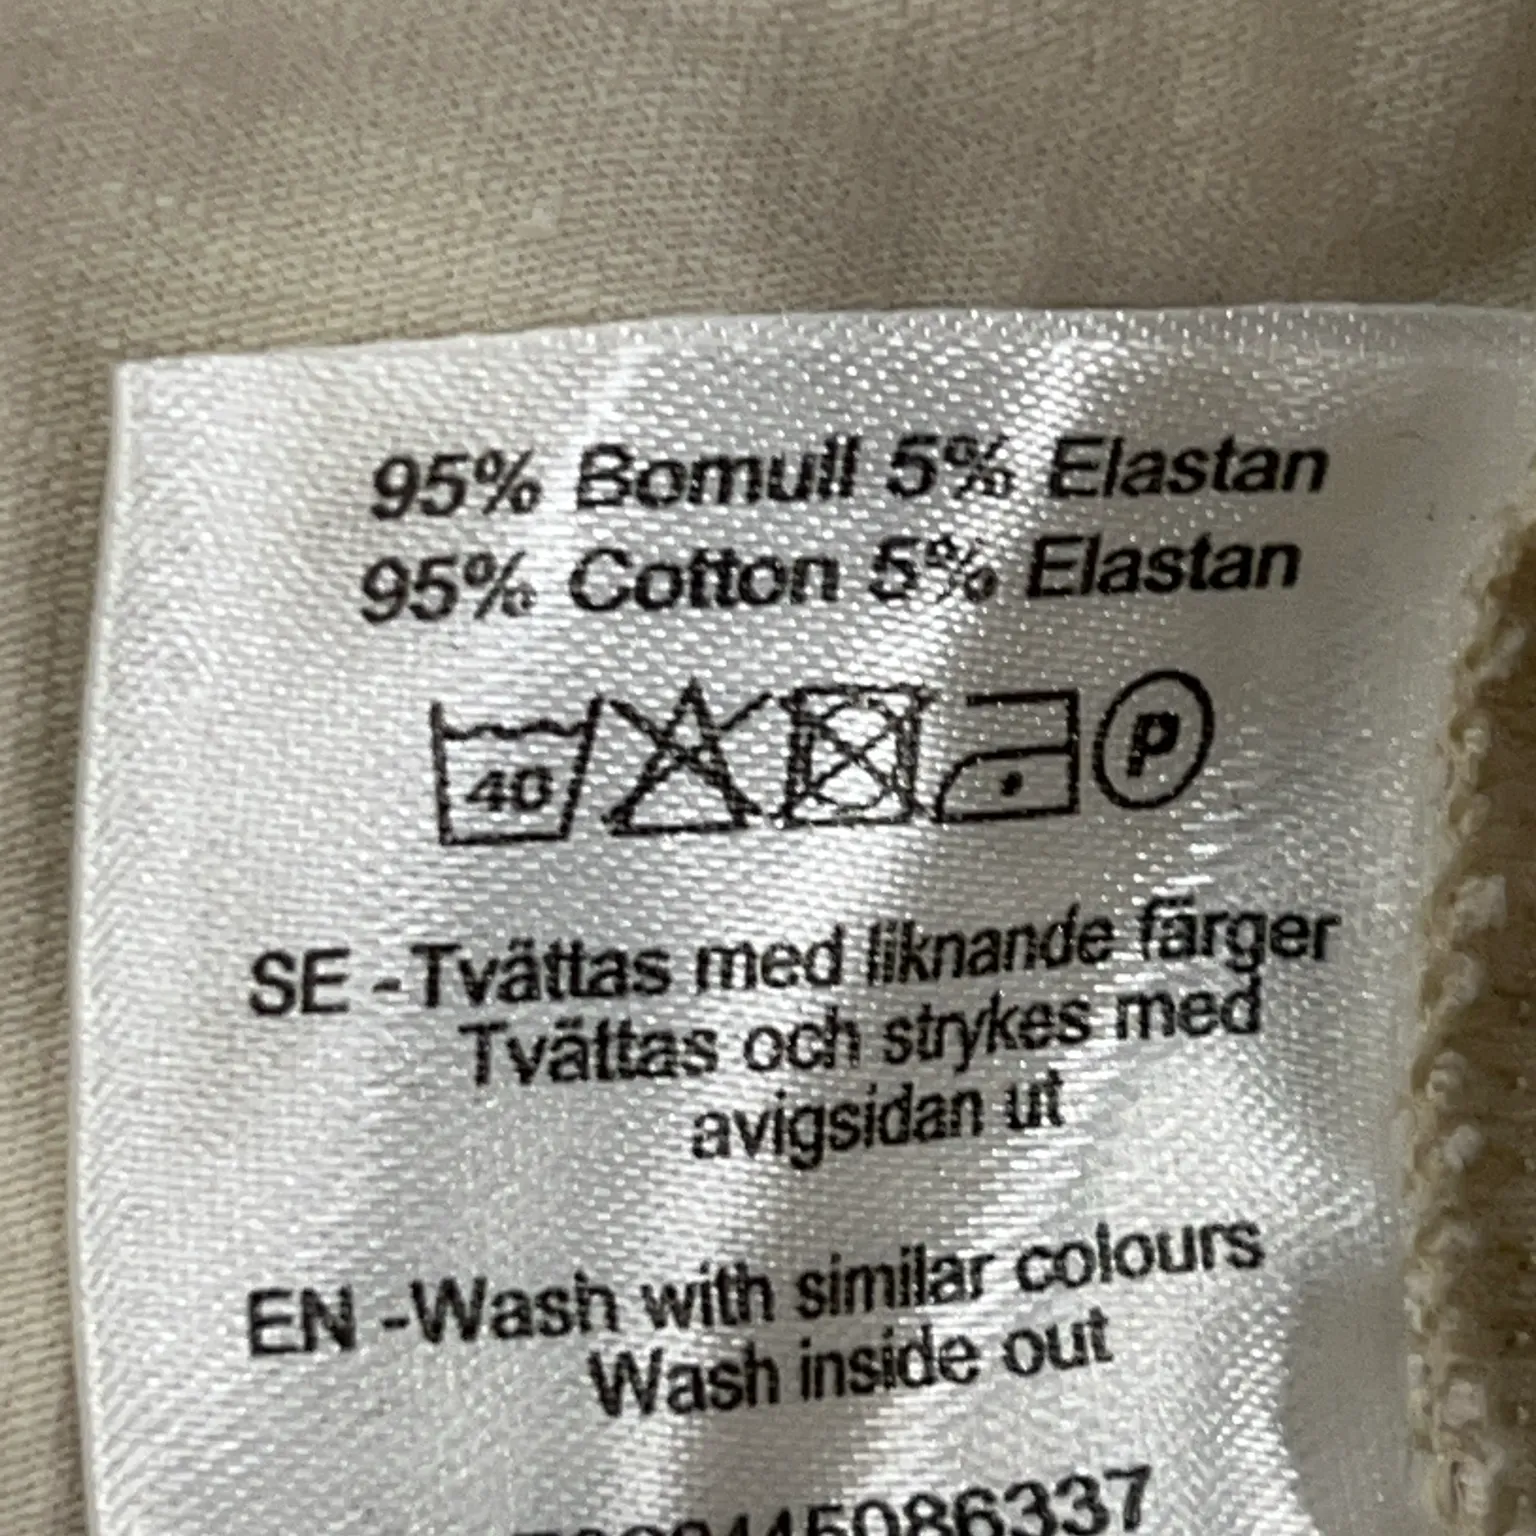 95% Bomull 5% Elastan
95% Cotton 5% Elastan
40 P
SE -Tvättas med liknande färger
Tvättas och strykes med
avigsidan ut
EN -Wash with similar colours
Wash inside out